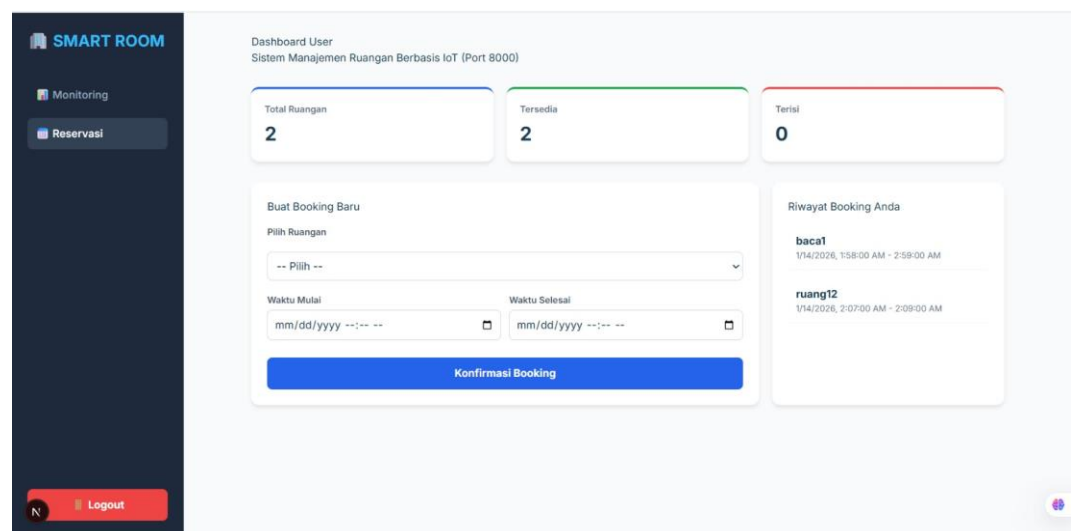 SMART ROOM
Monitoring
Reservasi
Logout
N
Dashboard User
Sistem Manajemen Ruangan Berbasis IoT (Port 8000)
Total Ruangan
2
Tersedia
2
Terisi
0
Buat Booking Baru
Pilih Ruangan
-- Pilih --
Waktu Mulai
mm/dd/yyyy --:-- --
Waktu Selesai
mm/dd/yyyy --:-- --
Konfirmasi Booking
Riwayat Booking Anda
baca1
1/14/2026, 1:58:00 AM - 2:59:00 AM
ruang12
1/14/2026, 2:07:00 AM - 2:09:00 AM